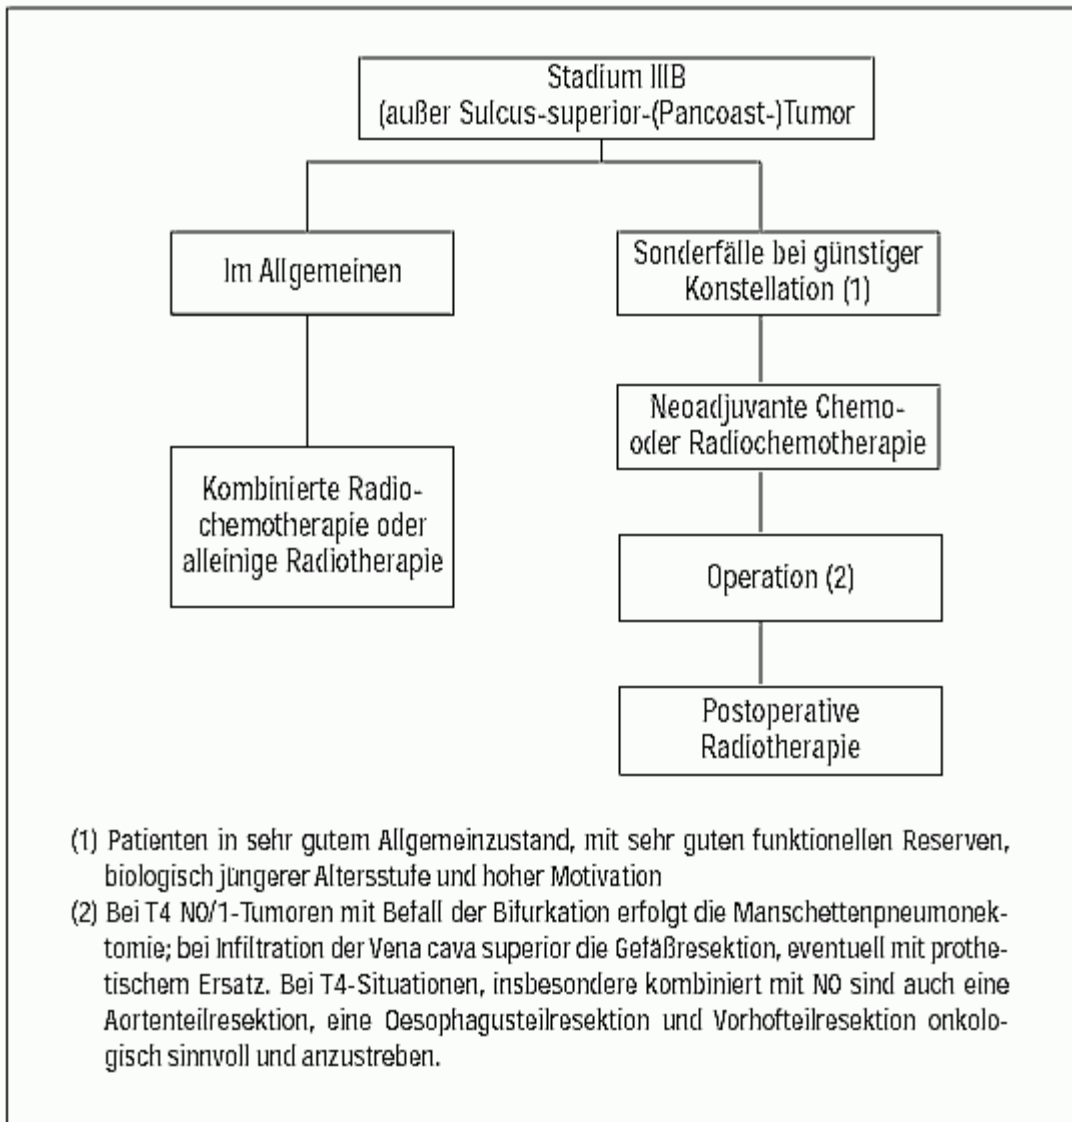 Stadium IIIB
(außer Sulcus-superior-(Pancoast-)Tumor
Im Allgemeinen
Kombinierte Radio-
chemotherapie oder
alleinige Radiotherapie
Sonderfälle bei günstiger
Konstellation (1)
Neoadjuvante Chemo-
oder Radiochemotherapie
Operation (2)
Postoperative
Radiotherapie
(1) Patienten in sehr gutem Allgemeinzustand, mit sehr guten funktionellen Reserven,
biologisch jüngerer Altersstufe und hoher Motivation
(2) Bei T4 N0/1-Tumoren mit Befall der Bifurkation erfolgt die Manschettenpneumonek-
tomie; bei Infiltration der Vena cava superior die Gefäßresektion, eventuell mit prothe-
tischem Ersatz. Bei T4-Situationen, insbesondere kombiniert mit N0 sind auch eine
Aortenteilresektion, eine Oesophagusteilresektion und Vorhofteilresektion onkolo-
gisch sinnvoll und anzustreben.